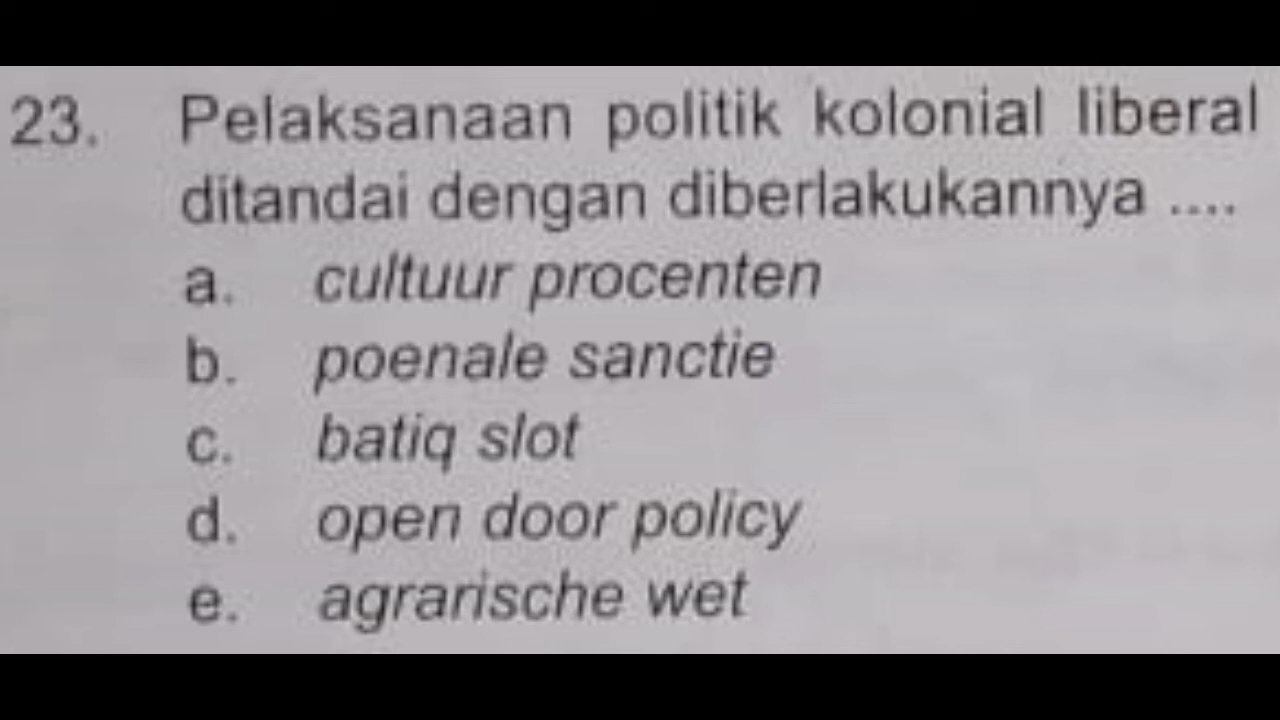 23. Pelaksanaan politik kolonial liberal
ditandai dengan diberlakukannya ....
a. cultuur procenten
b. poenale sanctie
c. batiq slot
d. open door policy
e. agrarische wet